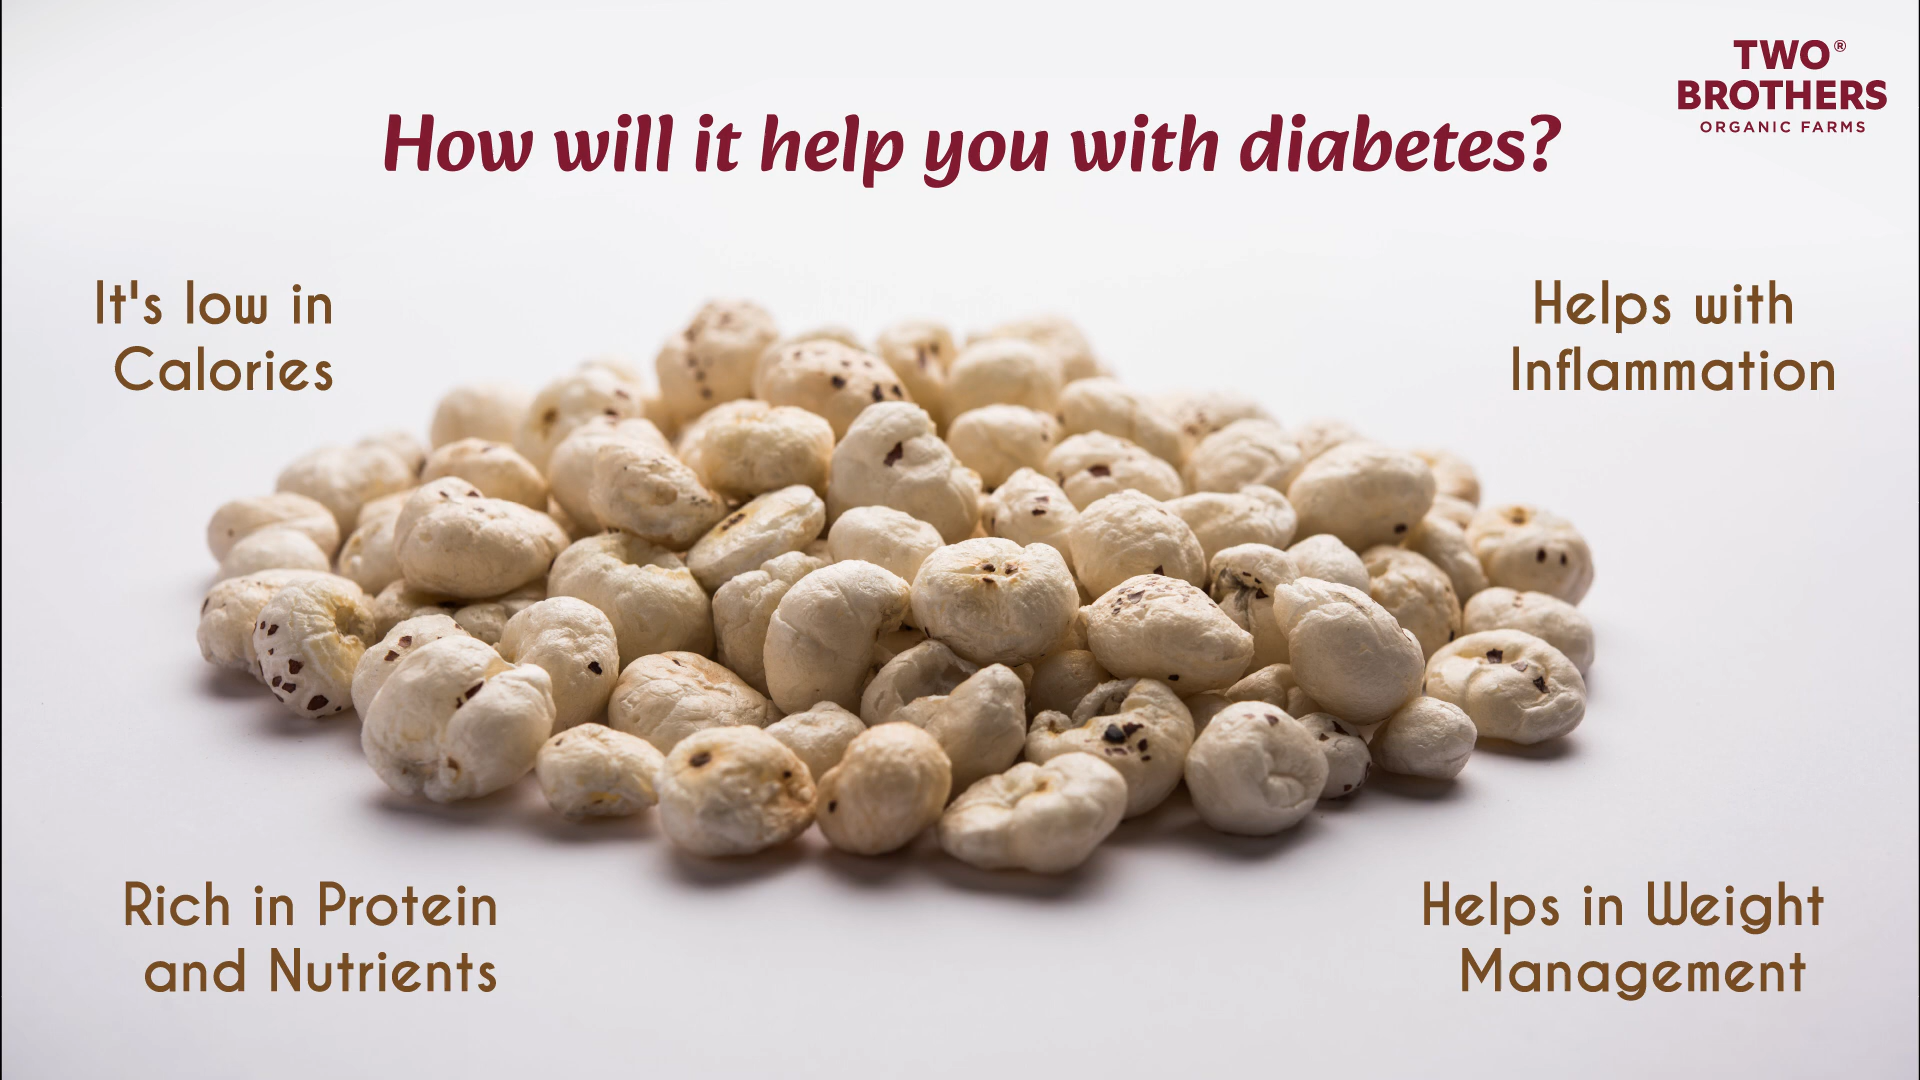 TWO®
BROTHERS
ORGANIC FARMS
How will it help you with diabetes?
It's low in
Calories
Helps with
Inflammation
Rich in Protein
and Nutrients
Helps in Weight
Management